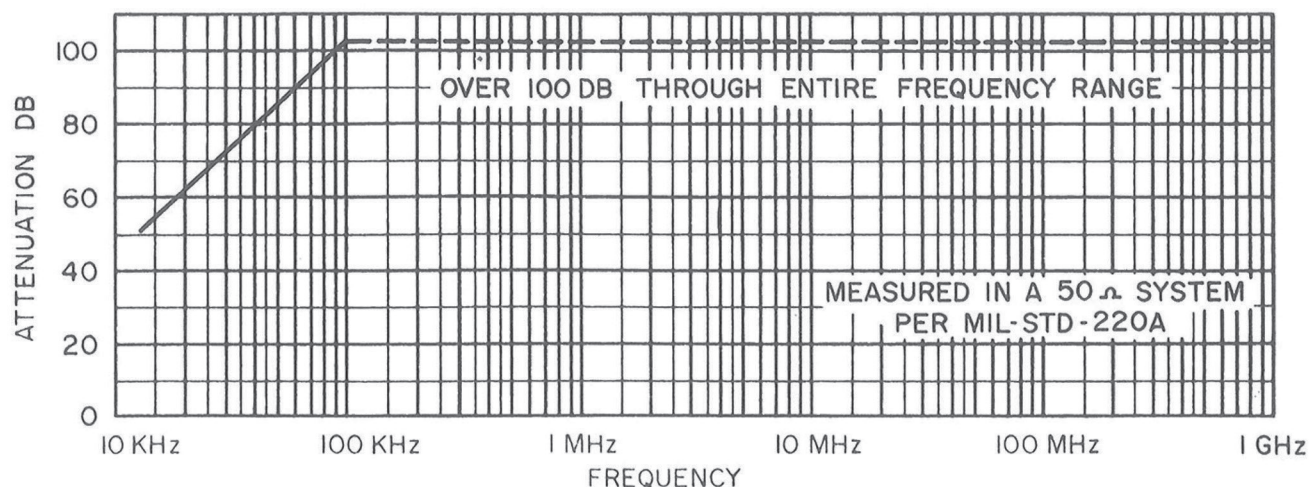 ATTENUATION DB
100
80
60
40
20
0
OVER 100 DB THROUGH ENTIRE FREQUENCY RANGE
MEASURED IN A 50 Ω SYSTEM
PER MIL-STD-220A
10 KHz 100 KHz 1 MHz 10 MHz 100 MHz 1 GHz
FREQUENCY